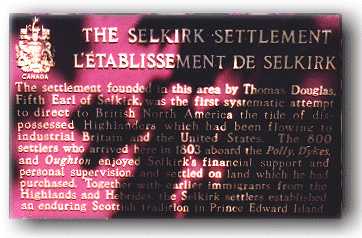 CANADA
THE SELKIRK SETTLEMENT
L'ÉTABLISSEMENT DE SELKIRK
The settlement founded in this area by Thomas Douglas,
Fifth Earl of Selkirk, was the first systematic attempt
to direct to British North America the tide of dis-
possessed Highlanders which had been flowing to
industrial Britain and the United States. The 800
settlers who arrived here in 1803 aboard the Polly, Dykes,
and Oughton enjoyed Selkirk's financial support and
personal supervision and settled on land which he had
purchased. Together with earlier immigrants from the
Highlands and Hebrides, the Selkirk settlers established
an enduring Scottish tradition in Prince Edward Island.